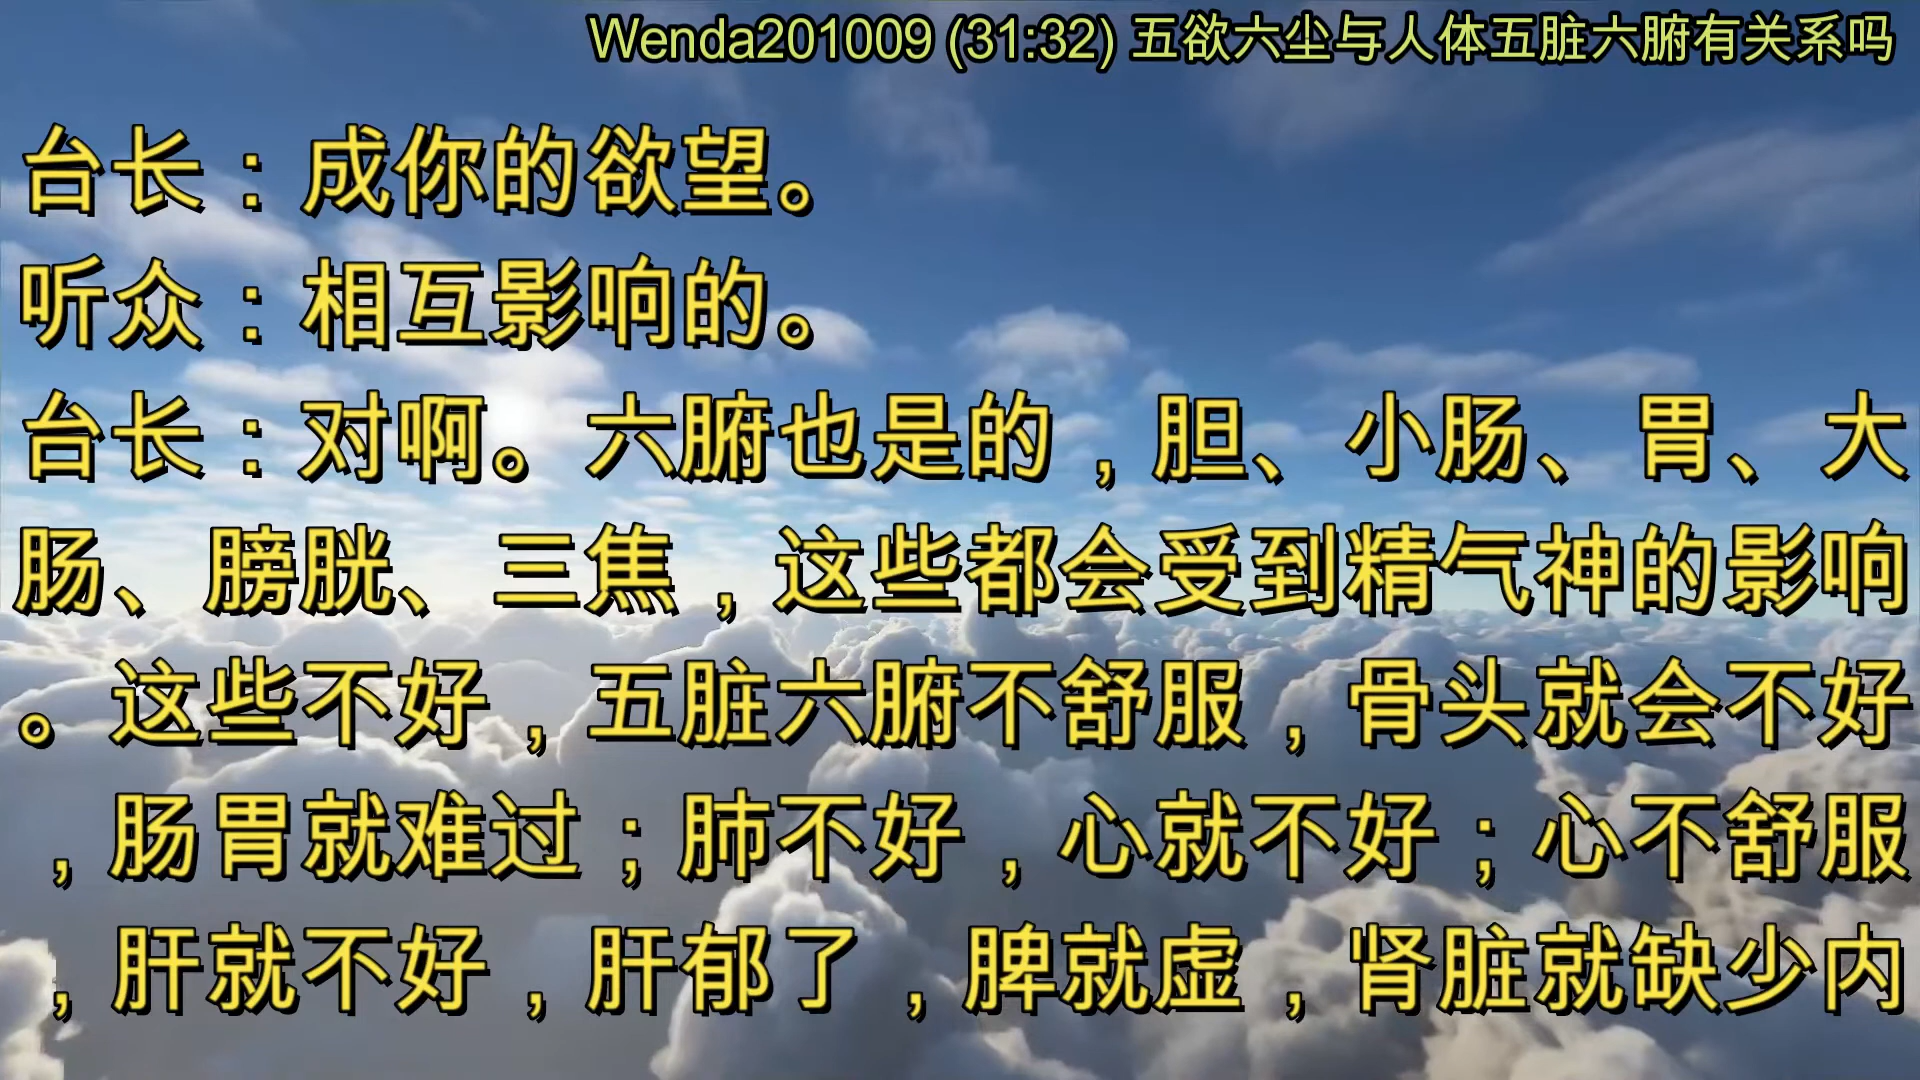 Wenda201009 (31:32) 五欲六尘与人体五脏六腑有关系吗
台长：成你的欲望。
听众：相互影响的。
台长：对啊。六腑也是的，胆、小肠、胃、大
肠、膀胱、三焦，这些都会受到精气神的影响
。这些不好，五脏六腑不舒服，骨头就会不好
，肠胃就难过；肺不好，心就不好；心不舒服
，肝就不好，肝郁了，脾就虚，肾脏就缺少内